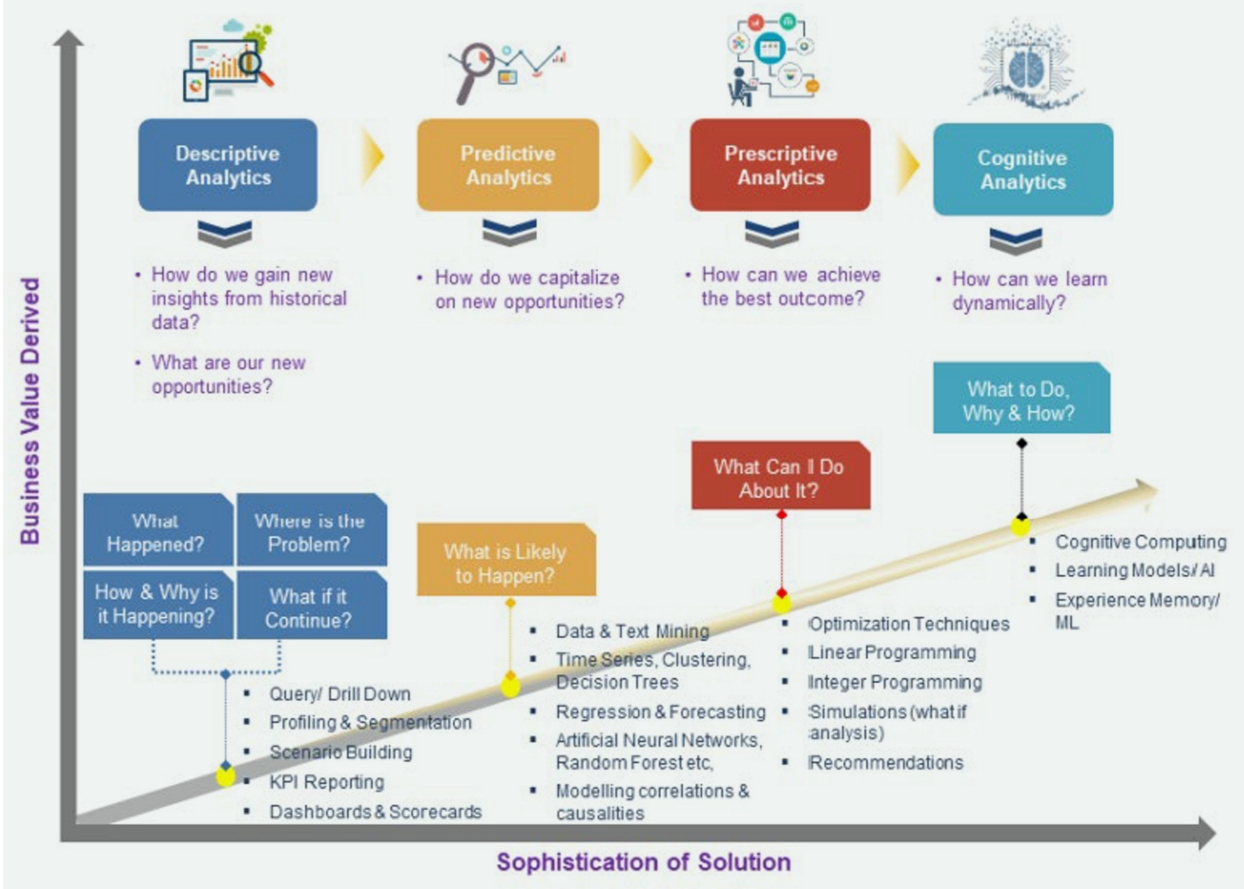 Descriptive
Analytics
Predictive
Analytics
Prescriptive
Analytics
Cognitive
Analytics
• How do we gain new
insights from historical
data?
• What are our new
opportunities?
• How do we capitalize
on new opportunities?
• How can we achieve
the best outcome?
• How can we learn
dynamically?
Business Value Derived
What
Happened?
Where is the
Problem?
How & Why is
it Happening?
What if it
Continue?
What is Likely
to Happen?
What Can I Do
About It?
What to Do,
Why & How?
▪ Query/ Drill Down
▪ Profiling & Segmentation
▪ Scenario Building
▪ KPI Reporting
▪ Dashboards & Scorecards
▪ Data & Text Mining
▪ Time Series, Clustering,
Decision Trees
▪ Regression & Forecasting
▪ Artificial Neural Networks,
Random Forest etc,
▪ Modelling correlations &
causalities
▪ Optimization Techniques
▪ Linear Programming
▪ Integer Programming
▪ Simulations (what if
analysis)
▪ Recommendations
▪ Cognitive Computing
▪ Learning Models/ AI
▪ Experience Memory/
ML
Sophistication of Solution